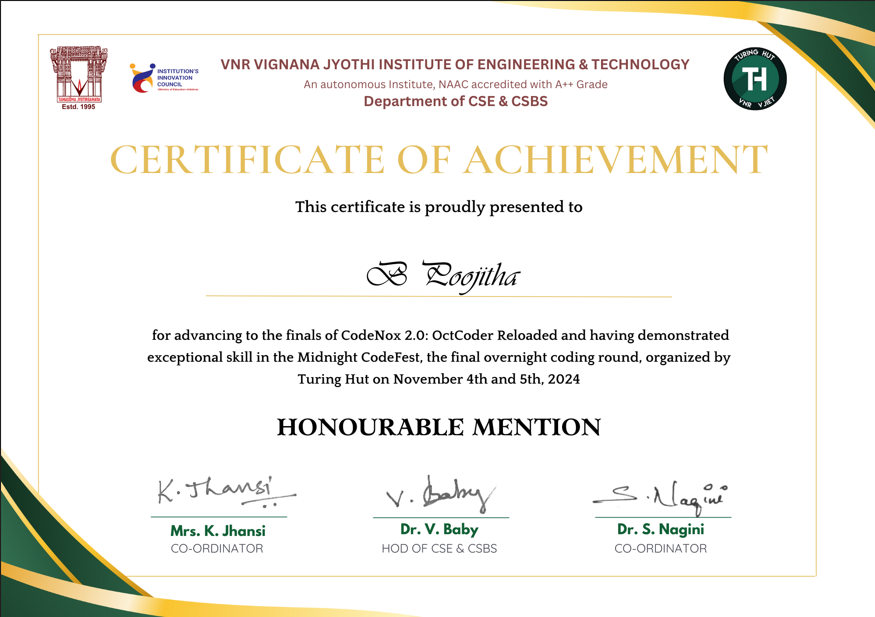 VNR VIGNANA JYOTHI INSTITUTE OF ENGINEERING & TECHNOLOGY
An autonomous Institute, NAAC accredited with A++ Grade
Department of CSE & CSBS
Estd. 1995
INSTITUTION'S
INNOVATION
COUNCIL
TURING HUT
TH
VNR VJIET
CERTIFICATE OF ACHIEVEMENT
This certificate is proudly presented to
B Poojitha
for advancing to the finals of CodeNox 2.0: OctCoder Reloaded and having demonstrated
exceptional skill in the Midnight CodeFest, the final overnight coding round, organized by
Turing Hut on November 4th and 5th, 2024
HONOURABLE MENTION
K. Jhansi
V. Baby
S. Nagini
Mrs. K. Jhansi
CO-ORDINATOR
Dr. V. Baby
HOD OF CSE & CSBS
Dr. S. Nagini
CO-ORDINATOR